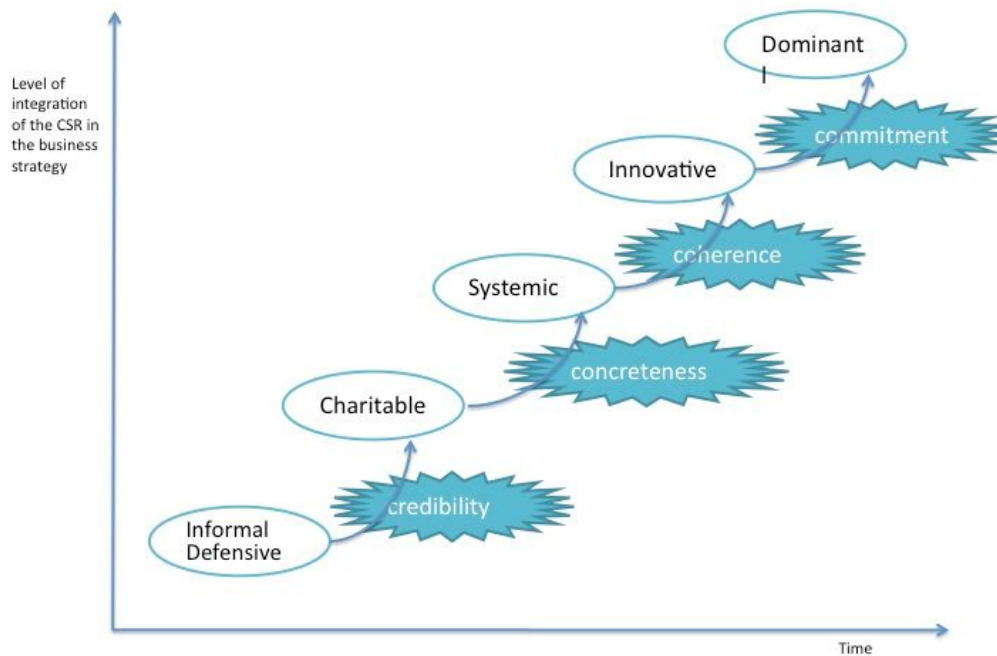 Dominant
l
Level of
integration
of the CSR in
the business
strategy
commitment
Innovative
coherence
Systemic
concreteness
Charitable
credibility
Informal
Defensive
Time